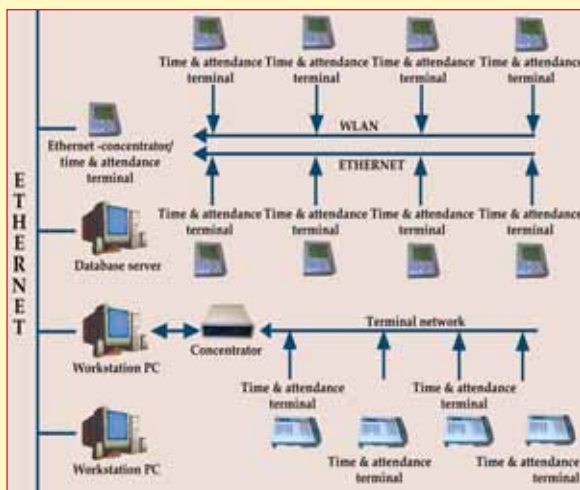 Time & attendance
terminal
Time & attendance
terminal
Time & attendance
terminal
Time & attendance
terminal
WLAN
Ethernet -concentrator/
time & attendance
terminal
ETHERNET
ETHERNET
Time & attendance
terminal
Time & attendance
terminal
Time & attendance
terminal
Time & attendance
terminal
Database server
Terminal network
Workstation PC
Concentrator
Time & attendance
terminal
Time & attendance
terminal
Workstation PC
Time & attendance
terminal
Time & attendance
terminal